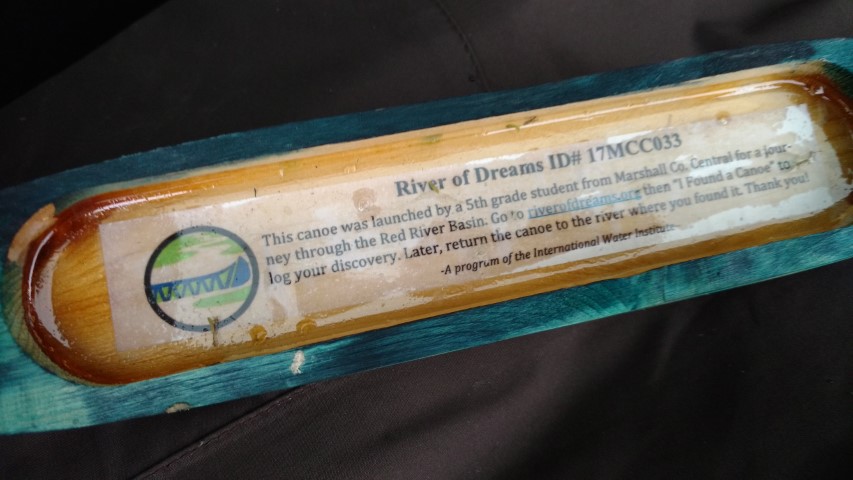 River of Dreams ID# 17MCC033
This canoe was launched by a 5th grade student from Marshall Co. Central for a jour-
ney through the Red River Basin. Go to riverofdreams.org then "I Found a Canoe" to
log your discovery. Later, return the canoe to the river where you found it. Thank you!
-A program of the International Water Institute